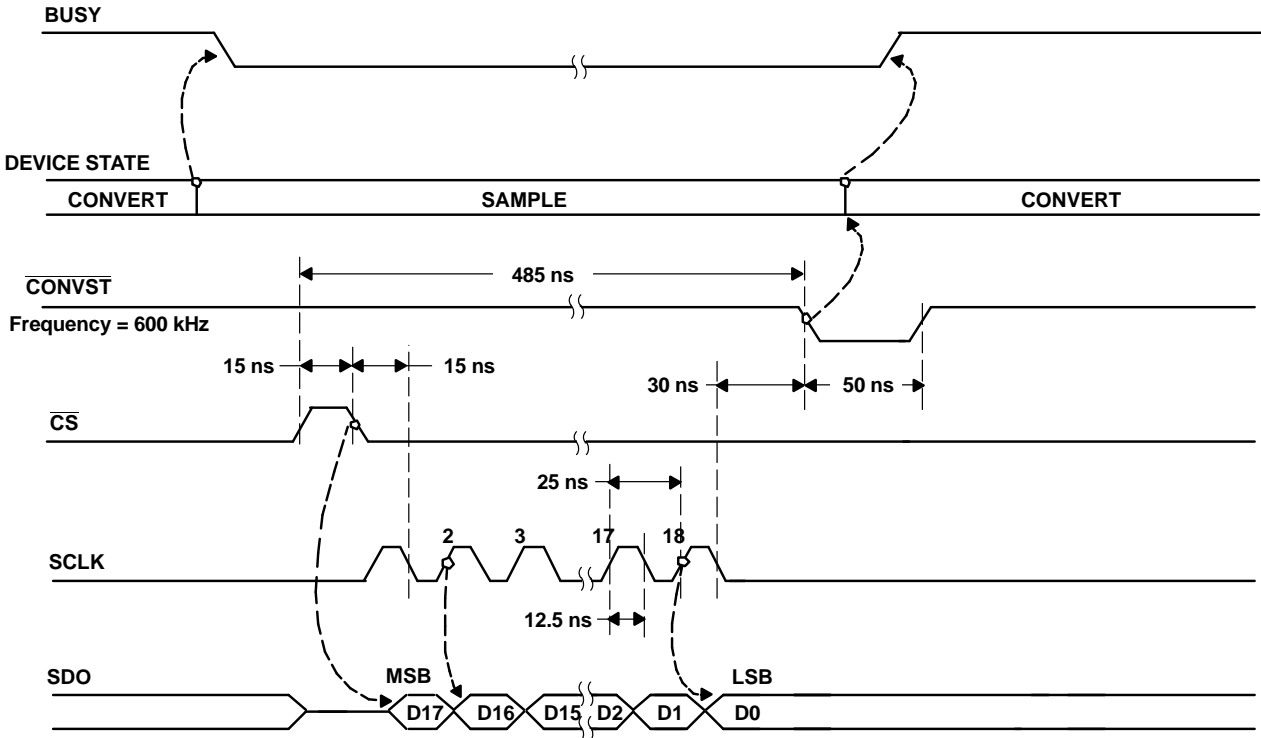 BUSY
DEVICE STATE
CONVERT SAMPLE CONVERT
485 ns
CONVST
Frequency = 600 kHz
15 ns 15 ns 30 ns 50 ns
CS
25 ns
2 3 17 18
SCLK
12.5 ns
SDO MSB LSB
D17 D16 D15 D2 D1 D0